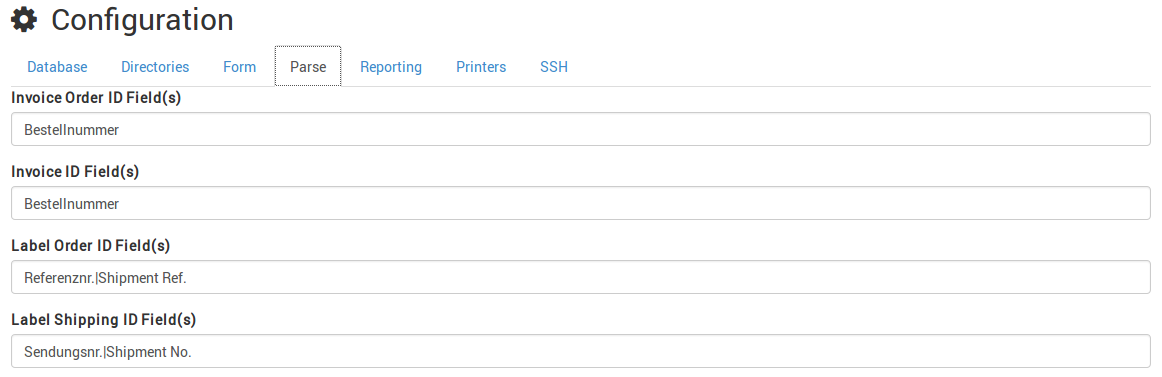 Configuration
Database Directories Form Parse Reporting Printers SSH
Invoice Order ID Field(s)
Bestellnummer
Invoice ID Field(s)
Bestellnummer
Label Order ID Field(s)
Referenznr.|Shipment Ref.
Label Shipping ID Field(s)
Sendungsnr.|Shipment No.